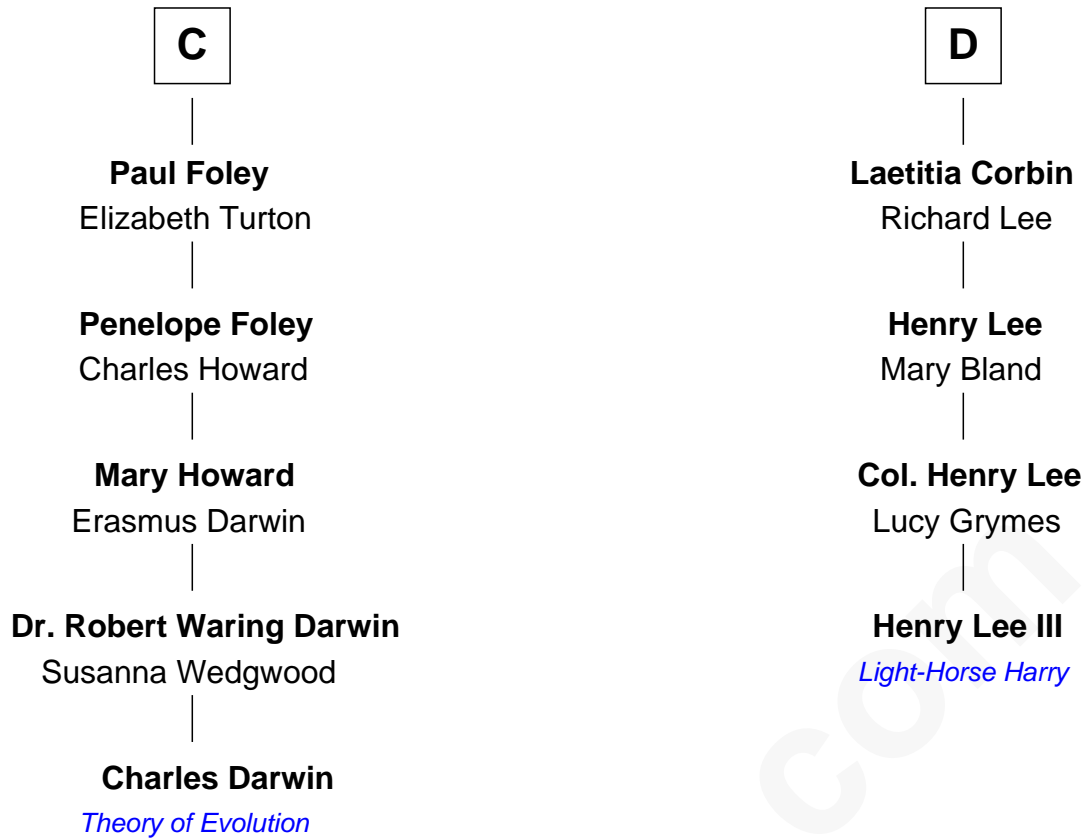 C
Paul Foley
Elizabeth Turton
Penelope Foley
Charles Howard
Mary Howard
Erasmus Darwin
Dr. Robert Waring Darwin
Susanna Wedgwood
Charles Darwin
Theory of Evolution
D
Laetitia Corbin
Richard Lee
Henry Lee
Mary Bland
Col. Henry Lee
Lucy Grymes
Henry Lee III
Light-Horse Harry
com